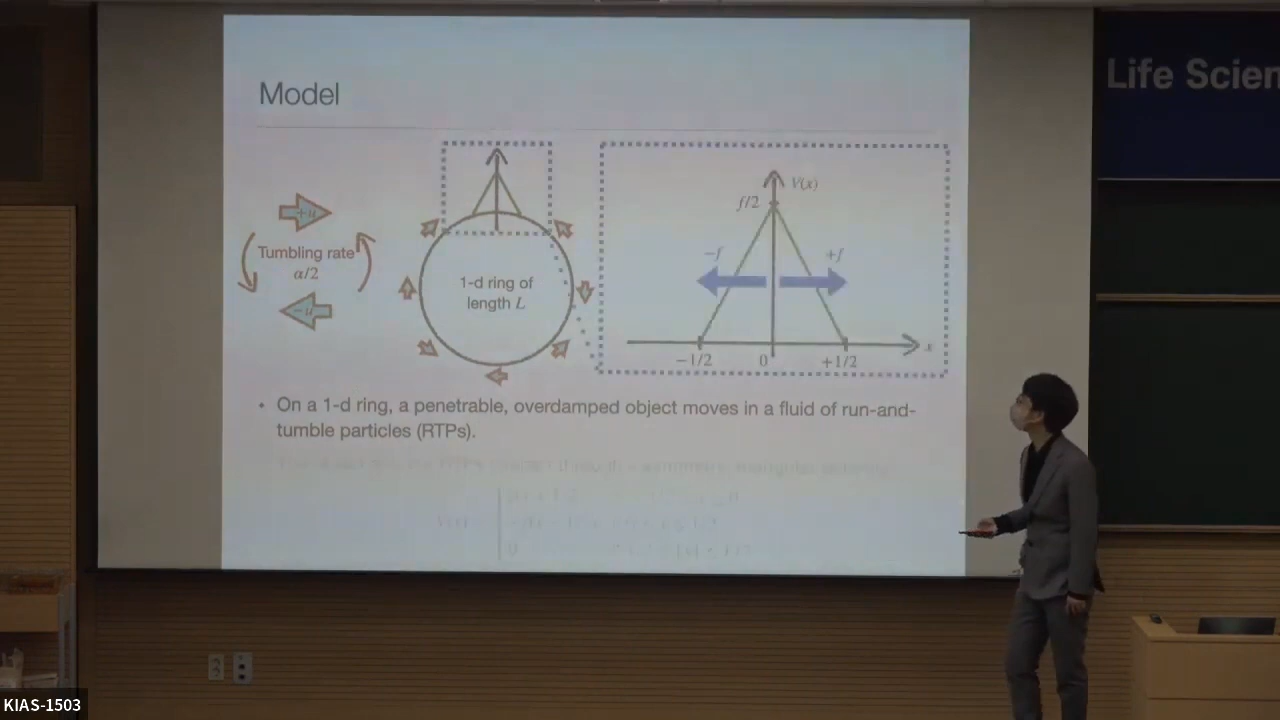 Life Scien
Model
+u
Tumbling rate
α/2
−u
1-d ring of
length L
V(x)
f/2
−f
+f
−1/2
0
+1/2
x
• On a 1-d ring, a penetrable, overdamped object moves in a fluid of run-and-
tumble particles (RTPs).
KIAS-1503